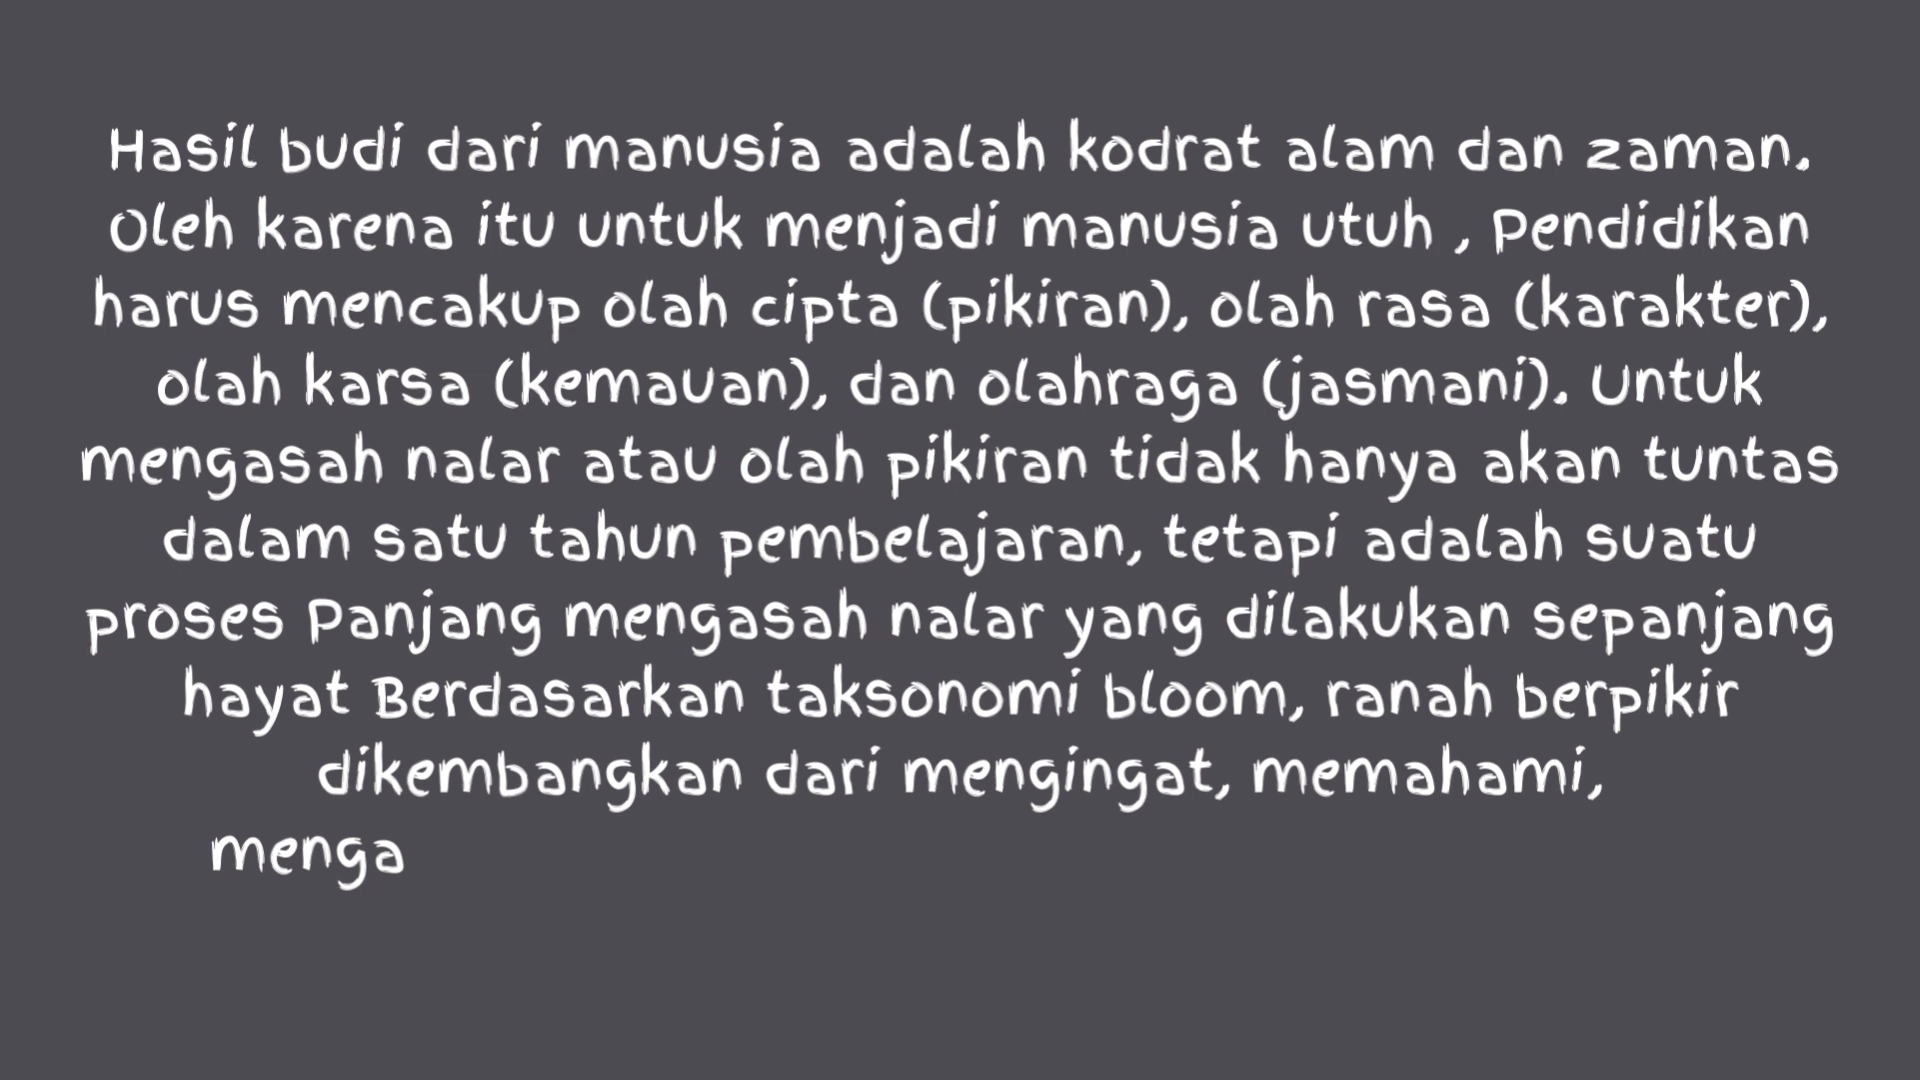 Hasil budi dari manusia adalah kodrat alam dan zaman.
Oleh karena itu untuk menjadi manusia utuh , Pendidikan
harus mencakup olah cipta (pikiran), olah rasa (karakter),
olah karsa (kemauan), dan olahraga (jasmani). Untuk
mengasah nalar atau olah pikiran tidak hanya akan tuntas
dalam satu tahun pembelajaran, tetapi adalah suatu
proses Panjang mengasah nalar yang dilakukan sepanjang
hayat Berdasarkan taksonomi bloom, ranah berpikir
dikembangkan dari mengingat, memahami,
menga